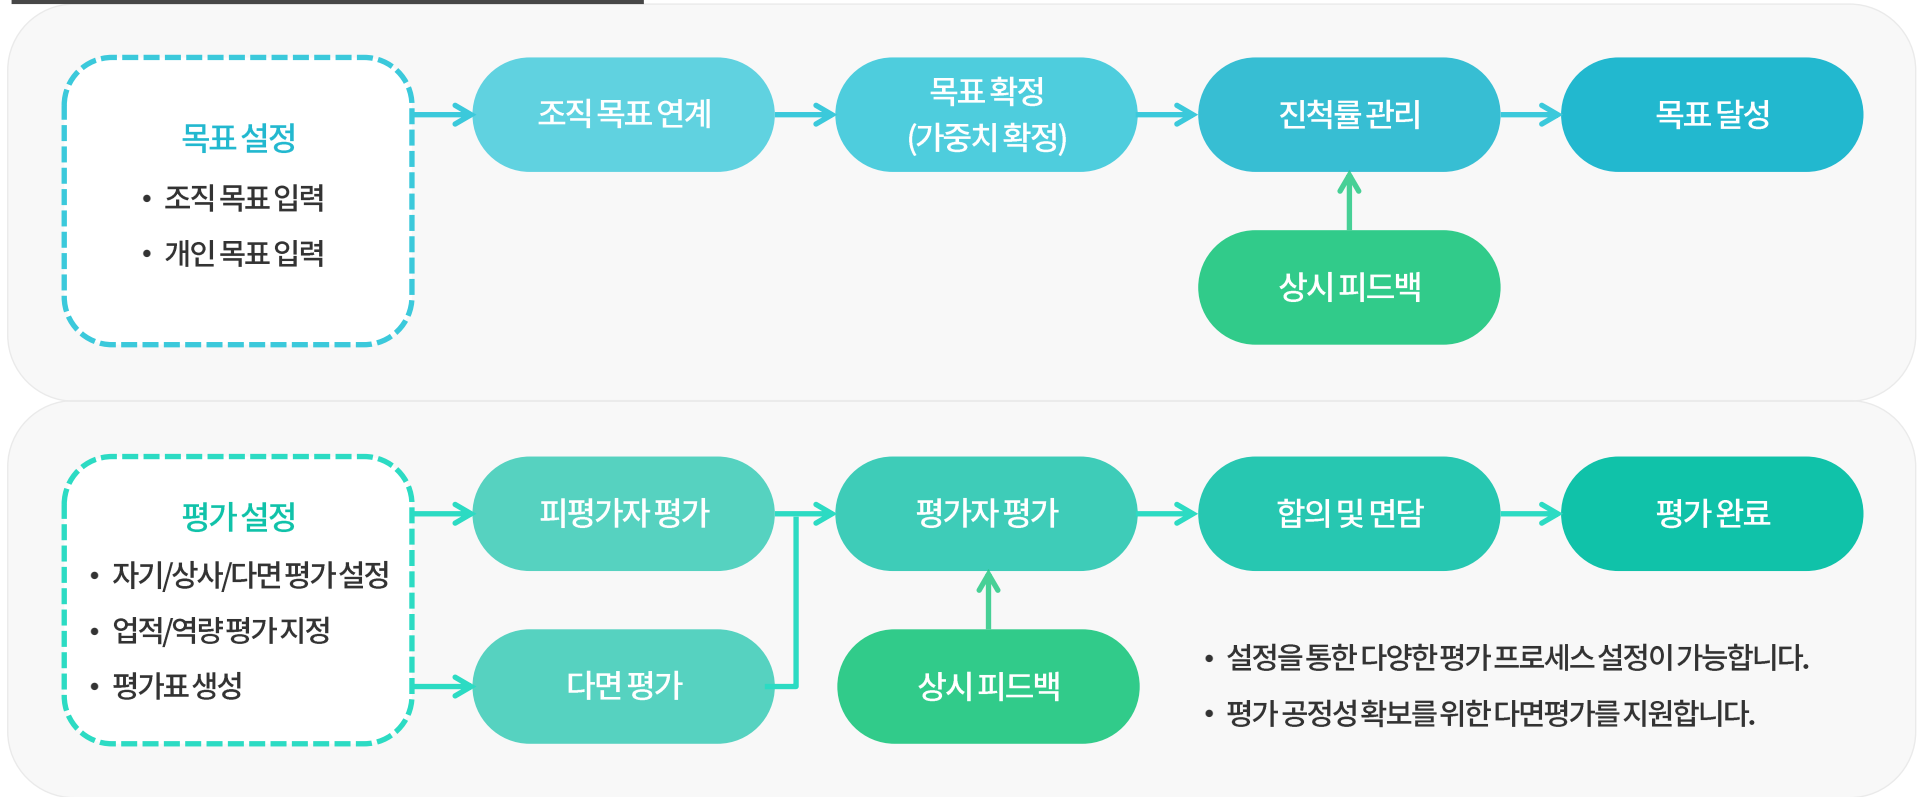 목표 설정
• 조직 목표 입력
• 개인 목표 입력
조직 목표 연계
목표 확정
(가중치 확정)
진척률 관리
목표 달성
상시 피드백
평가 설정
• 자기/상사/다면 평가 설정
• 업적/역량 평가 지정
• 평가표 생성
피평가자 평가
평가자 평가
합의 및 면담
평가 완료
다면 평가
상시 피드백
• 설정을 통한 다양한 평가 프로세스 설정이 가능합니다.
• 평가 공정성 확보를 위한 다면평가를 지원합니다.